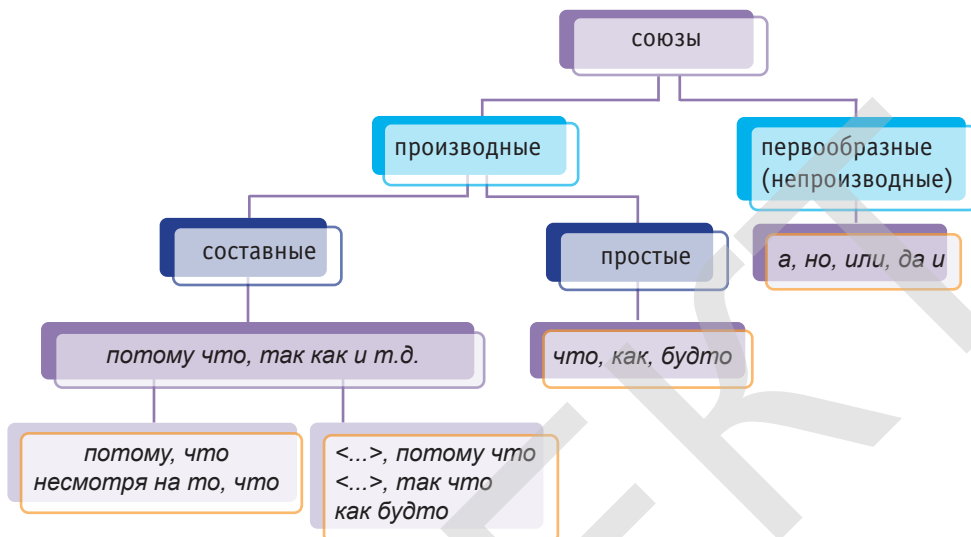 союзы
производные
первообразные
(непроизводные)
составные
простые
а, но, или, да и
потому что, так как и т.д.
что, как, будто
потому, что
несмотря на то, что
<...>, потому что
<...>, так что
как будто